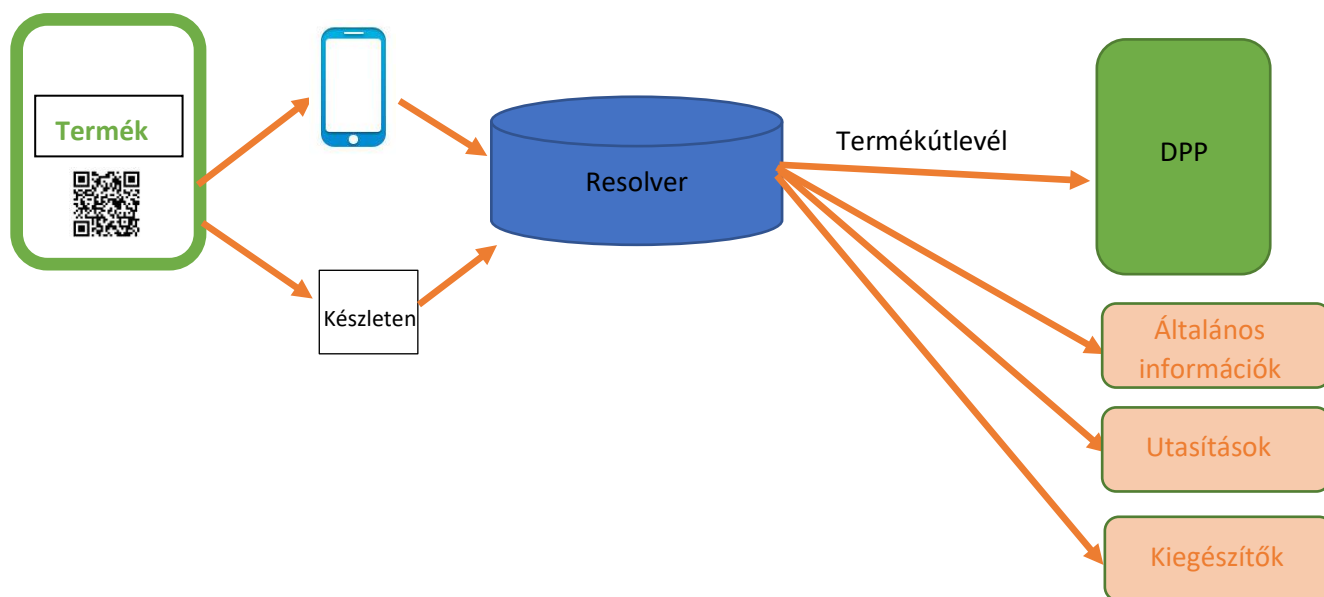 Termék
Készleten
Resolver
Termékútlevél
DPP
Általános
információk
Utasítások
Kiegészítők